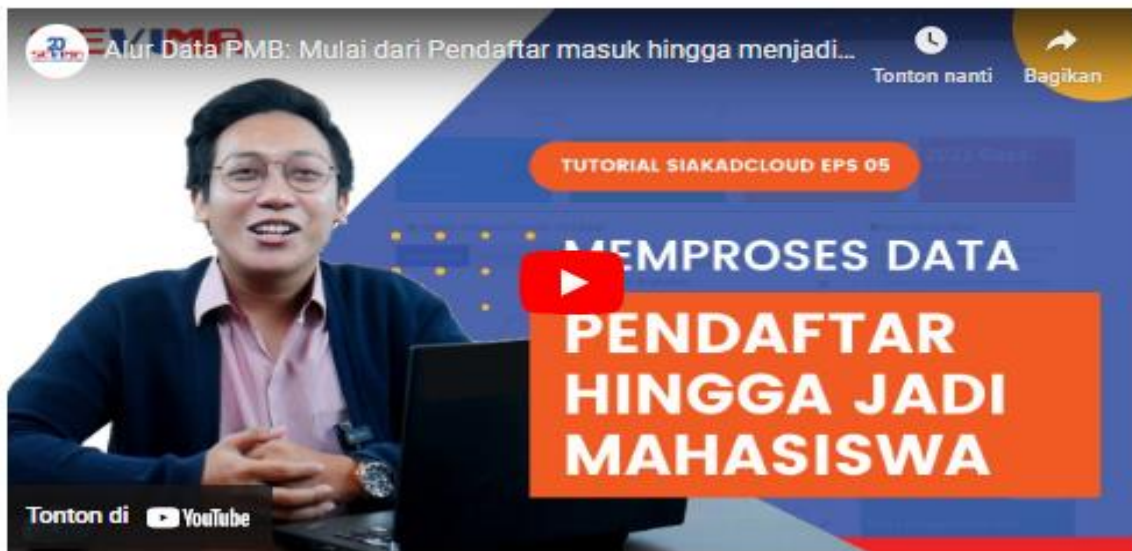 Alur Data PMB: Mulai dari Pendaftar masuk hingga menjadi...
Tonton nanti
Bagikan
TUTORIAL SIAKADCLOUD EPS 05
MEMPROSES DATA
PENDAFTAR
HINGGA JADI
MAHASISWA
Tonton di YouTube